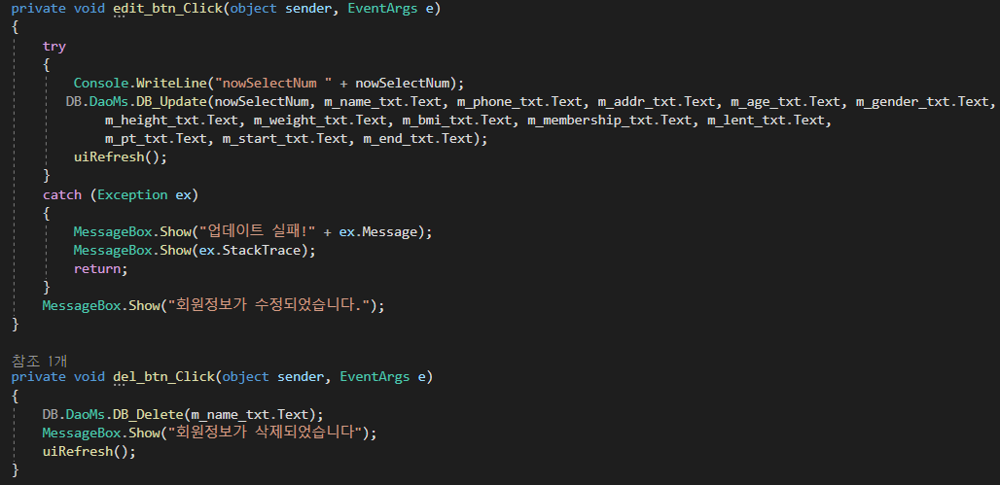 private void edit_btn_Click(object sender, EventArgs e)
{
try
{
Console.WriteLine("nowSelectNum " + nowSelectNum);
DB.DaoMs.DB_Update(nowSelectNum, m_name_txt.Text, m_phone_txt.Text, m_addr_txt.Text, m_age_txt.Text, m_gender_txt.Text,
m_height_txt.Text, m_weight_txt.Text, m_bmi_txt.Text, m_membership_txt.Text, m_lent_txt.Text,
m_pt_txt.Text, m_start_txt.Text, m_end_txt.Text);
uiRefresh();
}
catch (Exception ex)
{
MessageBox.Show("업데이트 실패!" + ex.Message);
MessageBox.Show(ex.StackTrace);
return;
}
MessageBox.Show("회원정보가 수정되었습니다.");
}
참조 1개
private void del_btn_Click(object sender, EventArgs e)
{
DB.DaoMs.DB_Delete(m_name_txt.Text);
MessageBox.Show("회원정보가 삭제되었습니다");
uiRefresh();
}